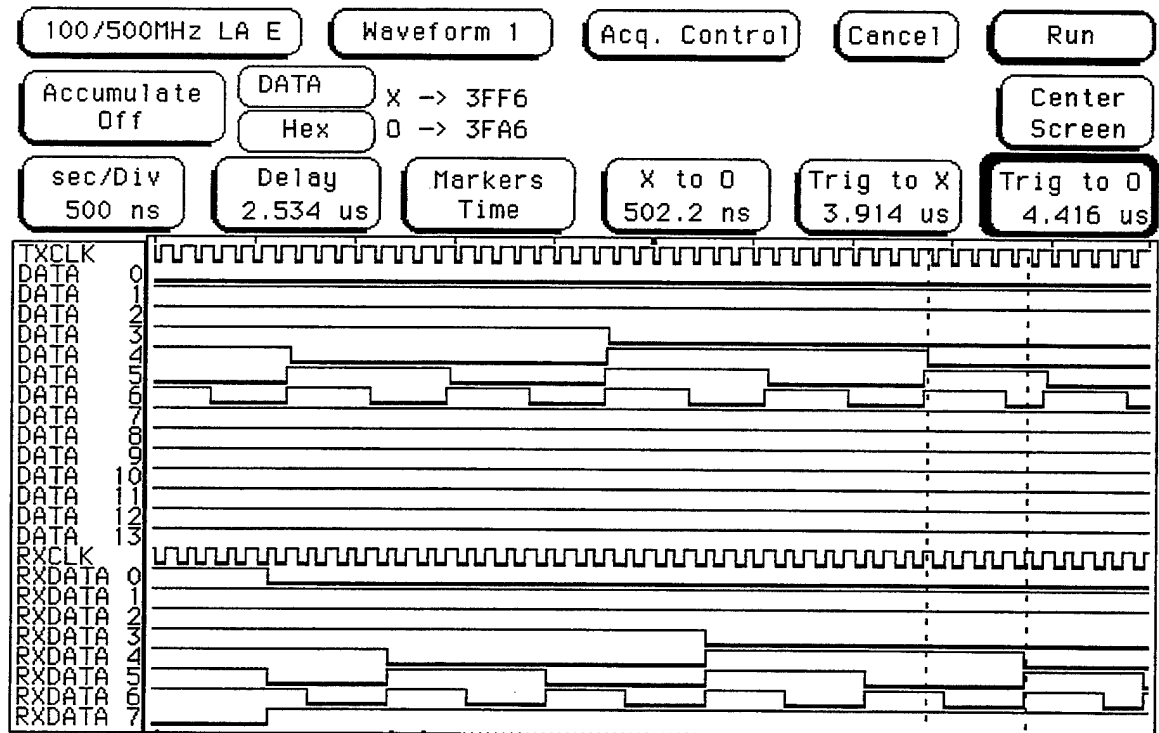 100/500MHz LA E Waveform 1 Acq. Control Cancel Run
Accumulate Off
DATA X -> 3FF6
Hex O -> 3FA6
Center Screen
sec/Div Delay Markers X to O Trig to X Trig to O
500 ns 2.534 us Time 502.2 ns 3.914 us 4.416 us
TXCLK
DATA 0
DATA 1
DATA 2
DATA 3
DATA 4
DATA 5
DATA 6
DATA 7
DATA 8
DATA 9
DATA 10
DATA 11
DATA 12
DATA 13
RXCLK
RXDATA 0
RXDATA 1
RXDATA 2
RXDATA 3
RXDATA 4
RXDATA 5
RXDATA 6
RXDATA 7